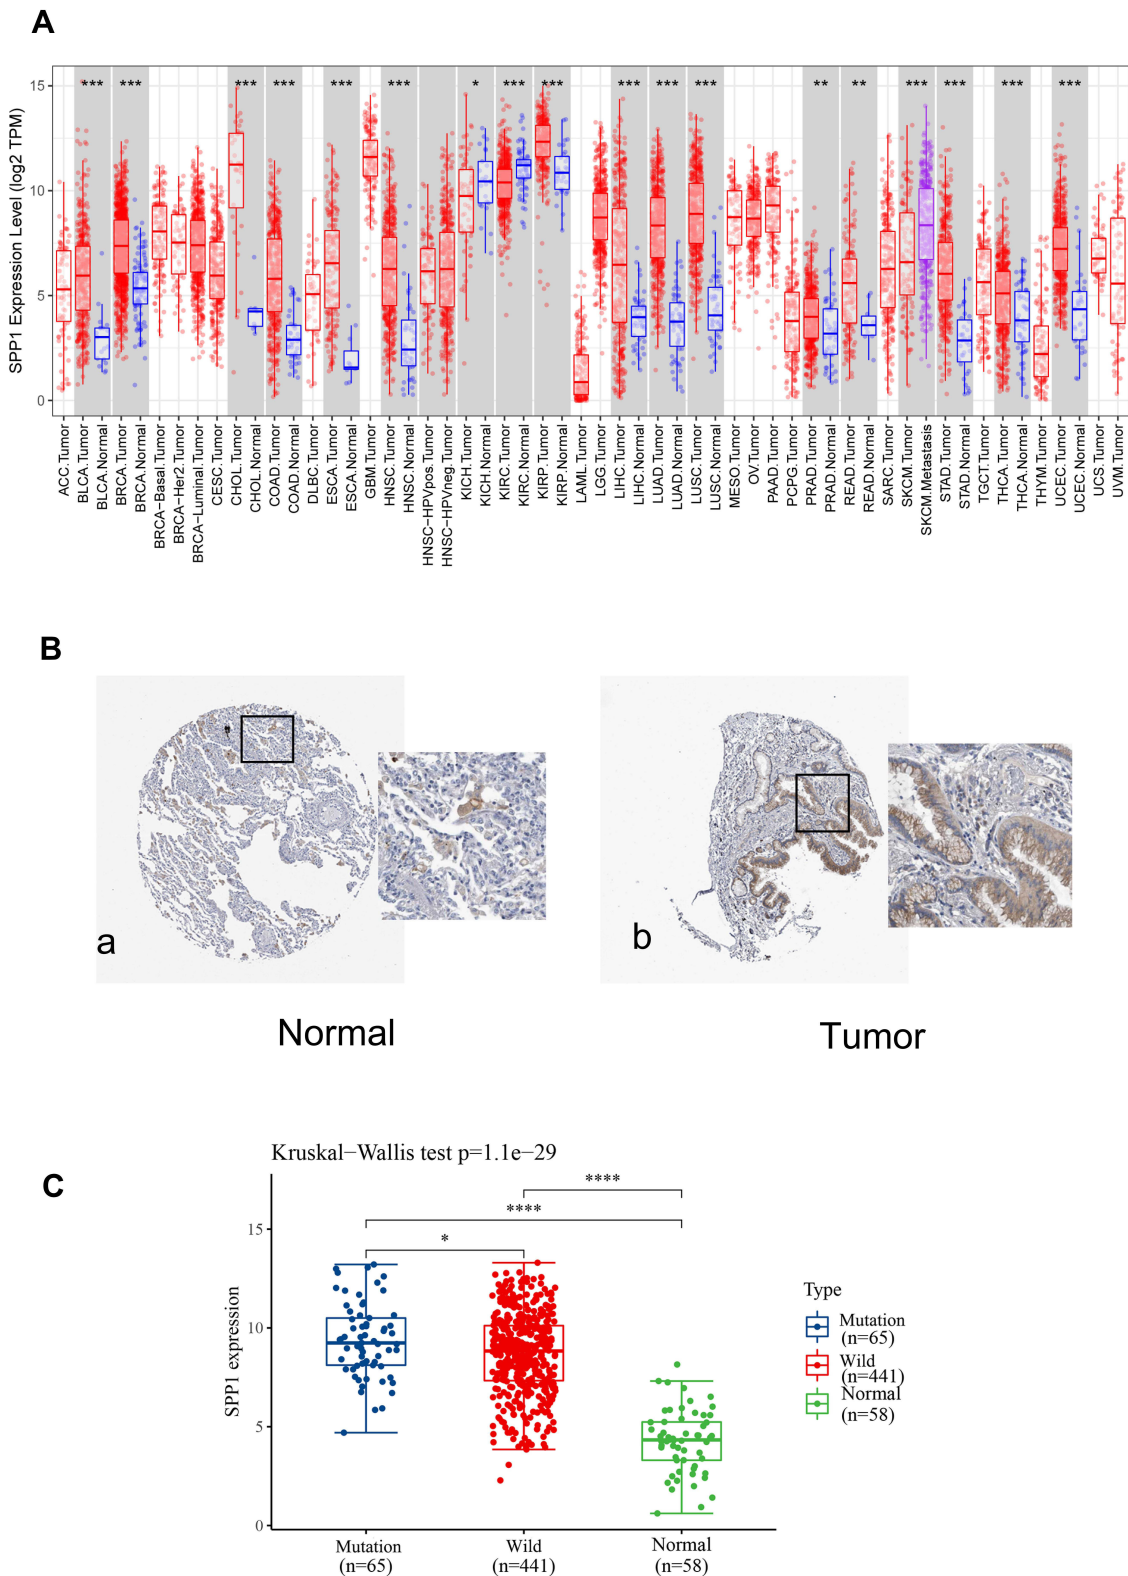 A
*** *** *** *** *** *** * *** *** *** *** *** ** ** *** *** *** ***
SPP1 Expression Level (log2 TPM)
15
10
5
0
ACC.Tumor
BLCA.Tumor
BLCA.Normal
BRCA.Tumor
BRCA.Normal
BRCA−Basal.Tumor
BRCA−Her2.Tumor
BRCA−Luminal.Tumor
CESC.Tumor
CHOL.Tumor
CHOL.Normal
COAD.Tumor
COAD.Normal
DLBC.Tumor
ESCA.Tumor
ESCA.Normal
GBM.Tumor
HNSC.Tumor
HNSC.Normal
HNSC−HPVpos.Tumor
HNSC−HPVneg.Tumor
KICH.Tumor
KICH.Normal
KIRC.Tumor
KIRC.Normal
KIRP.Tumor
KIRP.Normal
LAML.Tumor
LGG.Tumor
LIHC.Tumor
LIHC.Normal
LUAD.Tumor
LUAD.Normal
LUSC.Tumor
LUSC.Normal
MESO.Tumor
OV.Tumor
PAAD.Tumor
PCPG.Tumor
PRAD.Tumor
PRAD.Normal
READ.Tumor
READ.Normal
SARC.Tumor
SKCM.Tumor
SKCM.Metastasis
STAD.Tumor
STAD.Normal
TGCT.Tumor
THCA.Tumor
THCA.Normal
THYM.Tumor
UCEC.Tumor
UCEC.Normal
UCS.Tumor
UVM.Tumor
B
a
b
Normal
Tumor
C
Kruskal−Wallis test p=1.1e−29
****
****
*
SPP1 expression
15
10
5
0
Mutation
(n=65)
Wild
(n=441)
Normal
(n=58)
Type
Mutation
(n=65)
Wild
(n=441)
Normal
(n=58)